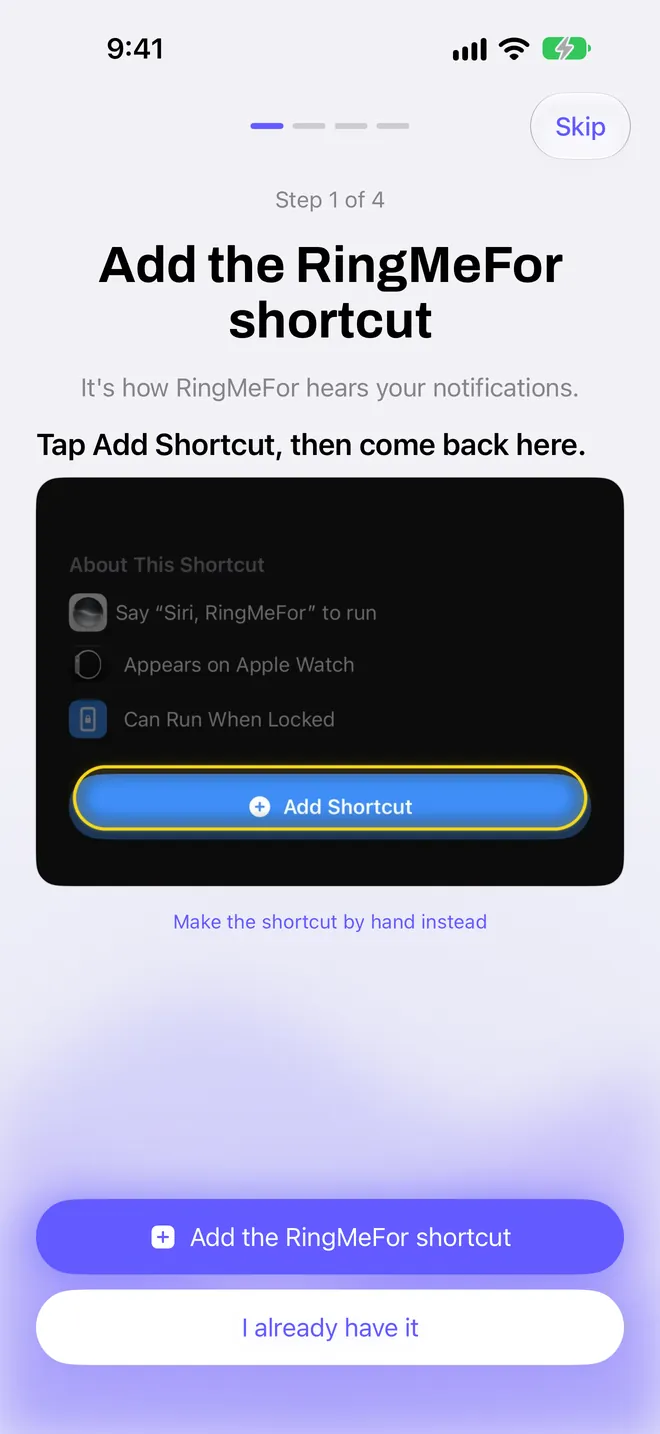 9:41
Skip
Step 1 of 4
Add the RingMeFor
shortcut
It's how RingMeFor hears your notifications.
Tap Add Shortcut, then come back here.
About This Shortcut
Say “Siri, RingMeFor” to run
Appears on Apple Watch
Can Run When Locked
Add Shortcut
Make the shortcut by hand instead
Add the RingMeFor shortcut
I already have it